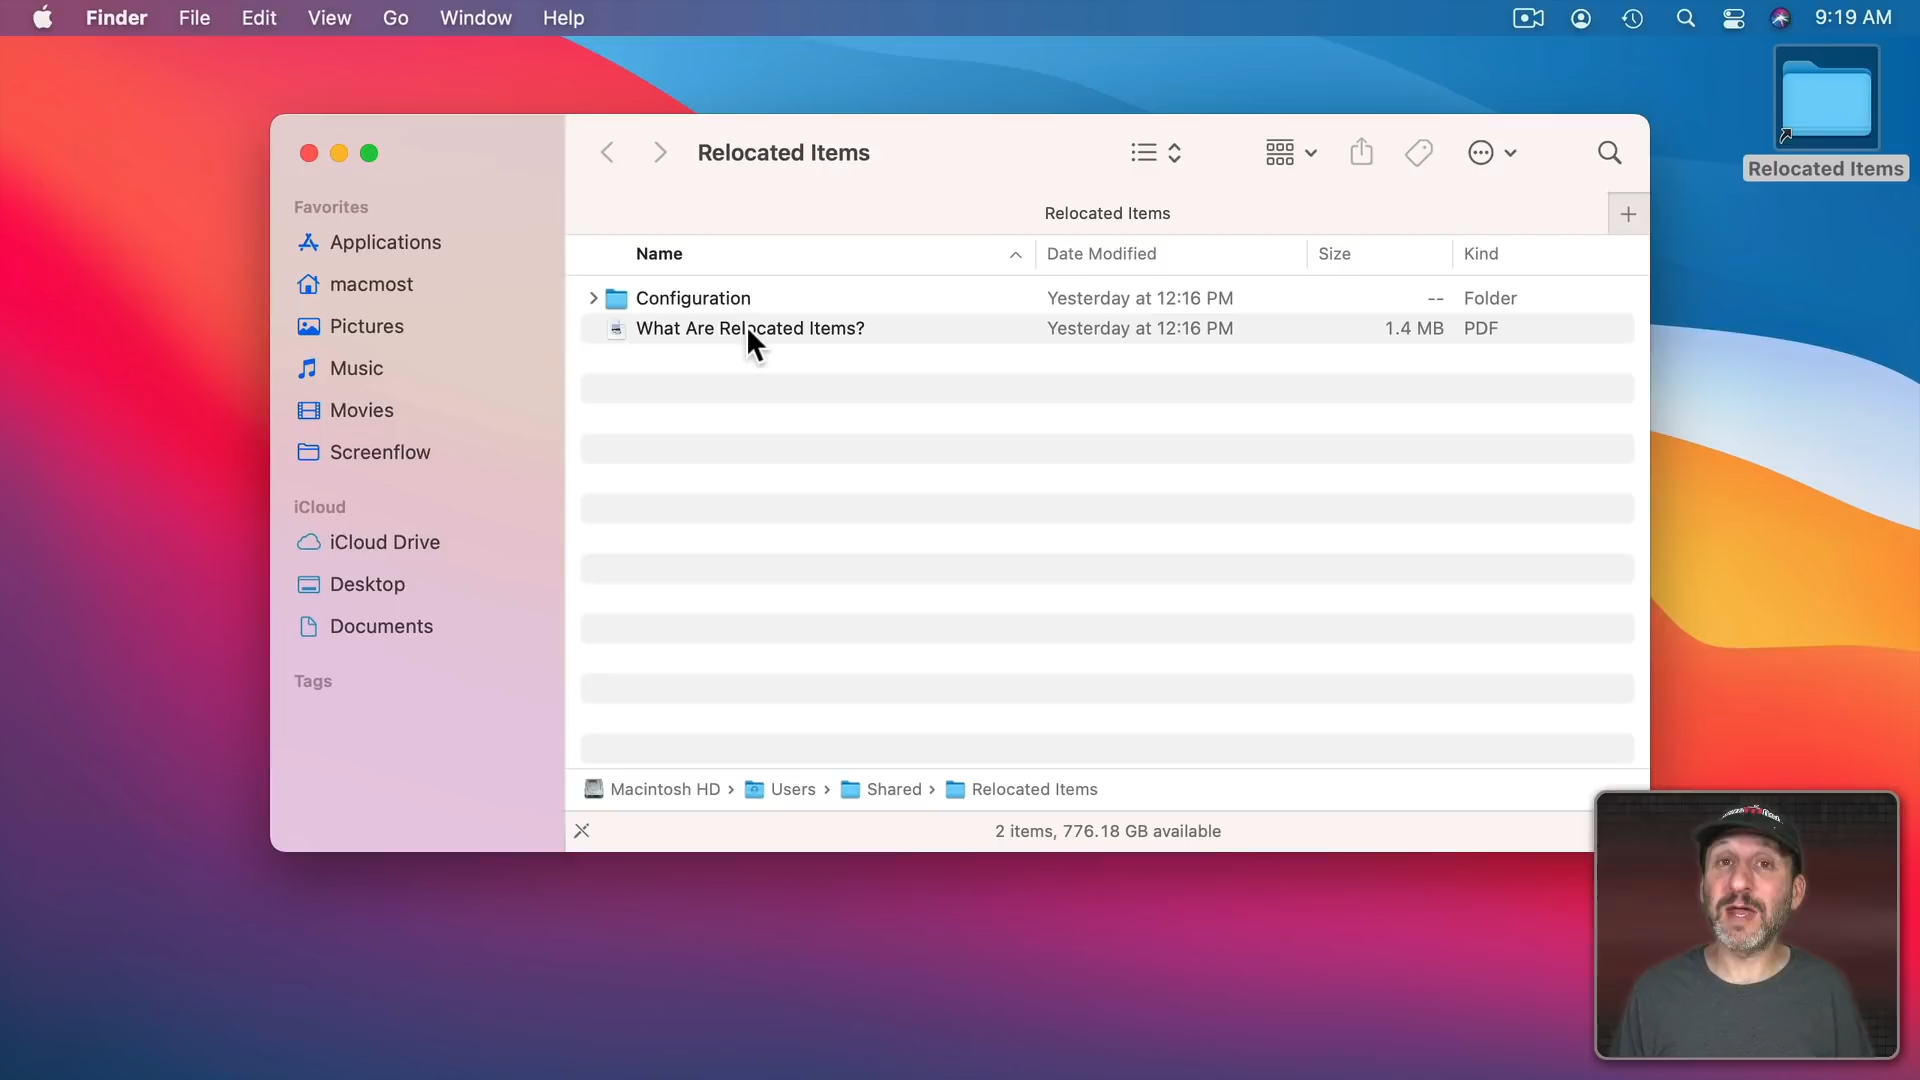 Finder File Edit View Go Window Help 9:19 AM
Relocated Items
Relocated Items
Relocated Items
Favorites
Applications
macmost
Pictures
Music
Movies
Screenflow
iCloud
iCloud Drive
Desktop
Documents
Tags
Name Date Modified Size Kind
Configuration Yesterday at 12:16 PM -- Folder
What Are Relocated Items? Yesterday at 12:16 PM 1.4 MB PDF
Macintosh HD › Users › Shared › Relocated Items
2 items, 776.18 GB available